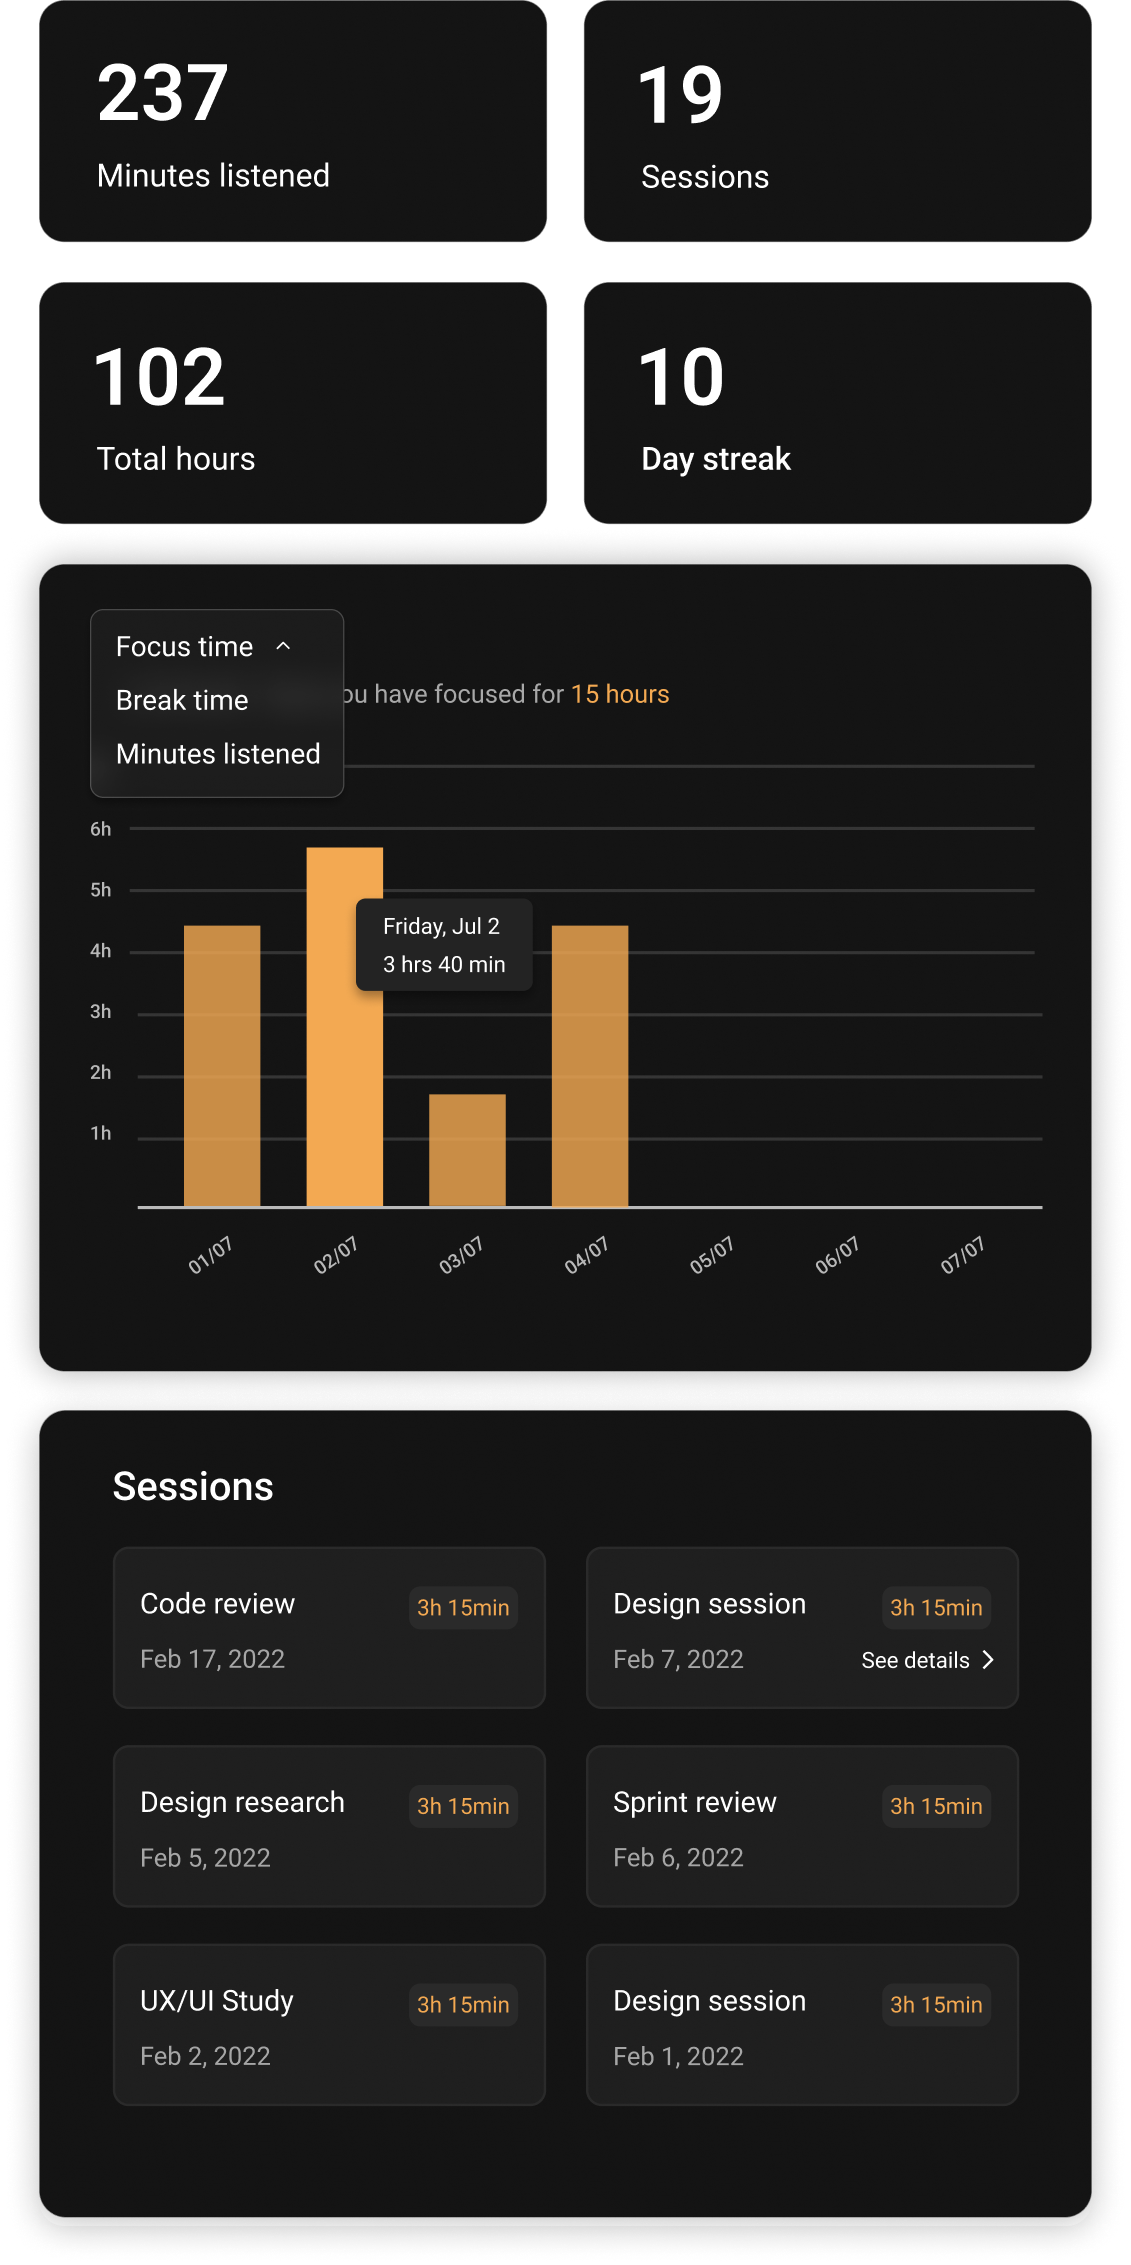 237
Minutes listened
19
Sessions
102
Total hours
10
Day streak
Focus time
Break time
Minutes listened
have focused for 15 hours
6h
5h
4h
3h
2h
1h
Friday, Jul 2
3 hrs 40 min
01/07
02/07
03/07
04/07
05/07
06/07
07/07
Sessions
Code review
3h 15min
Feb 17, 2022
Design session
3h 15min
Feb 7, 2022
See details
Design research
3h 15min
Feb 5, 2022
Sprint review
3h 15min
Feb 6, 2022
UX/UI Study
3h 15min
Feb 2, 2022
Design session
3h 15min
Feb 1, 2022